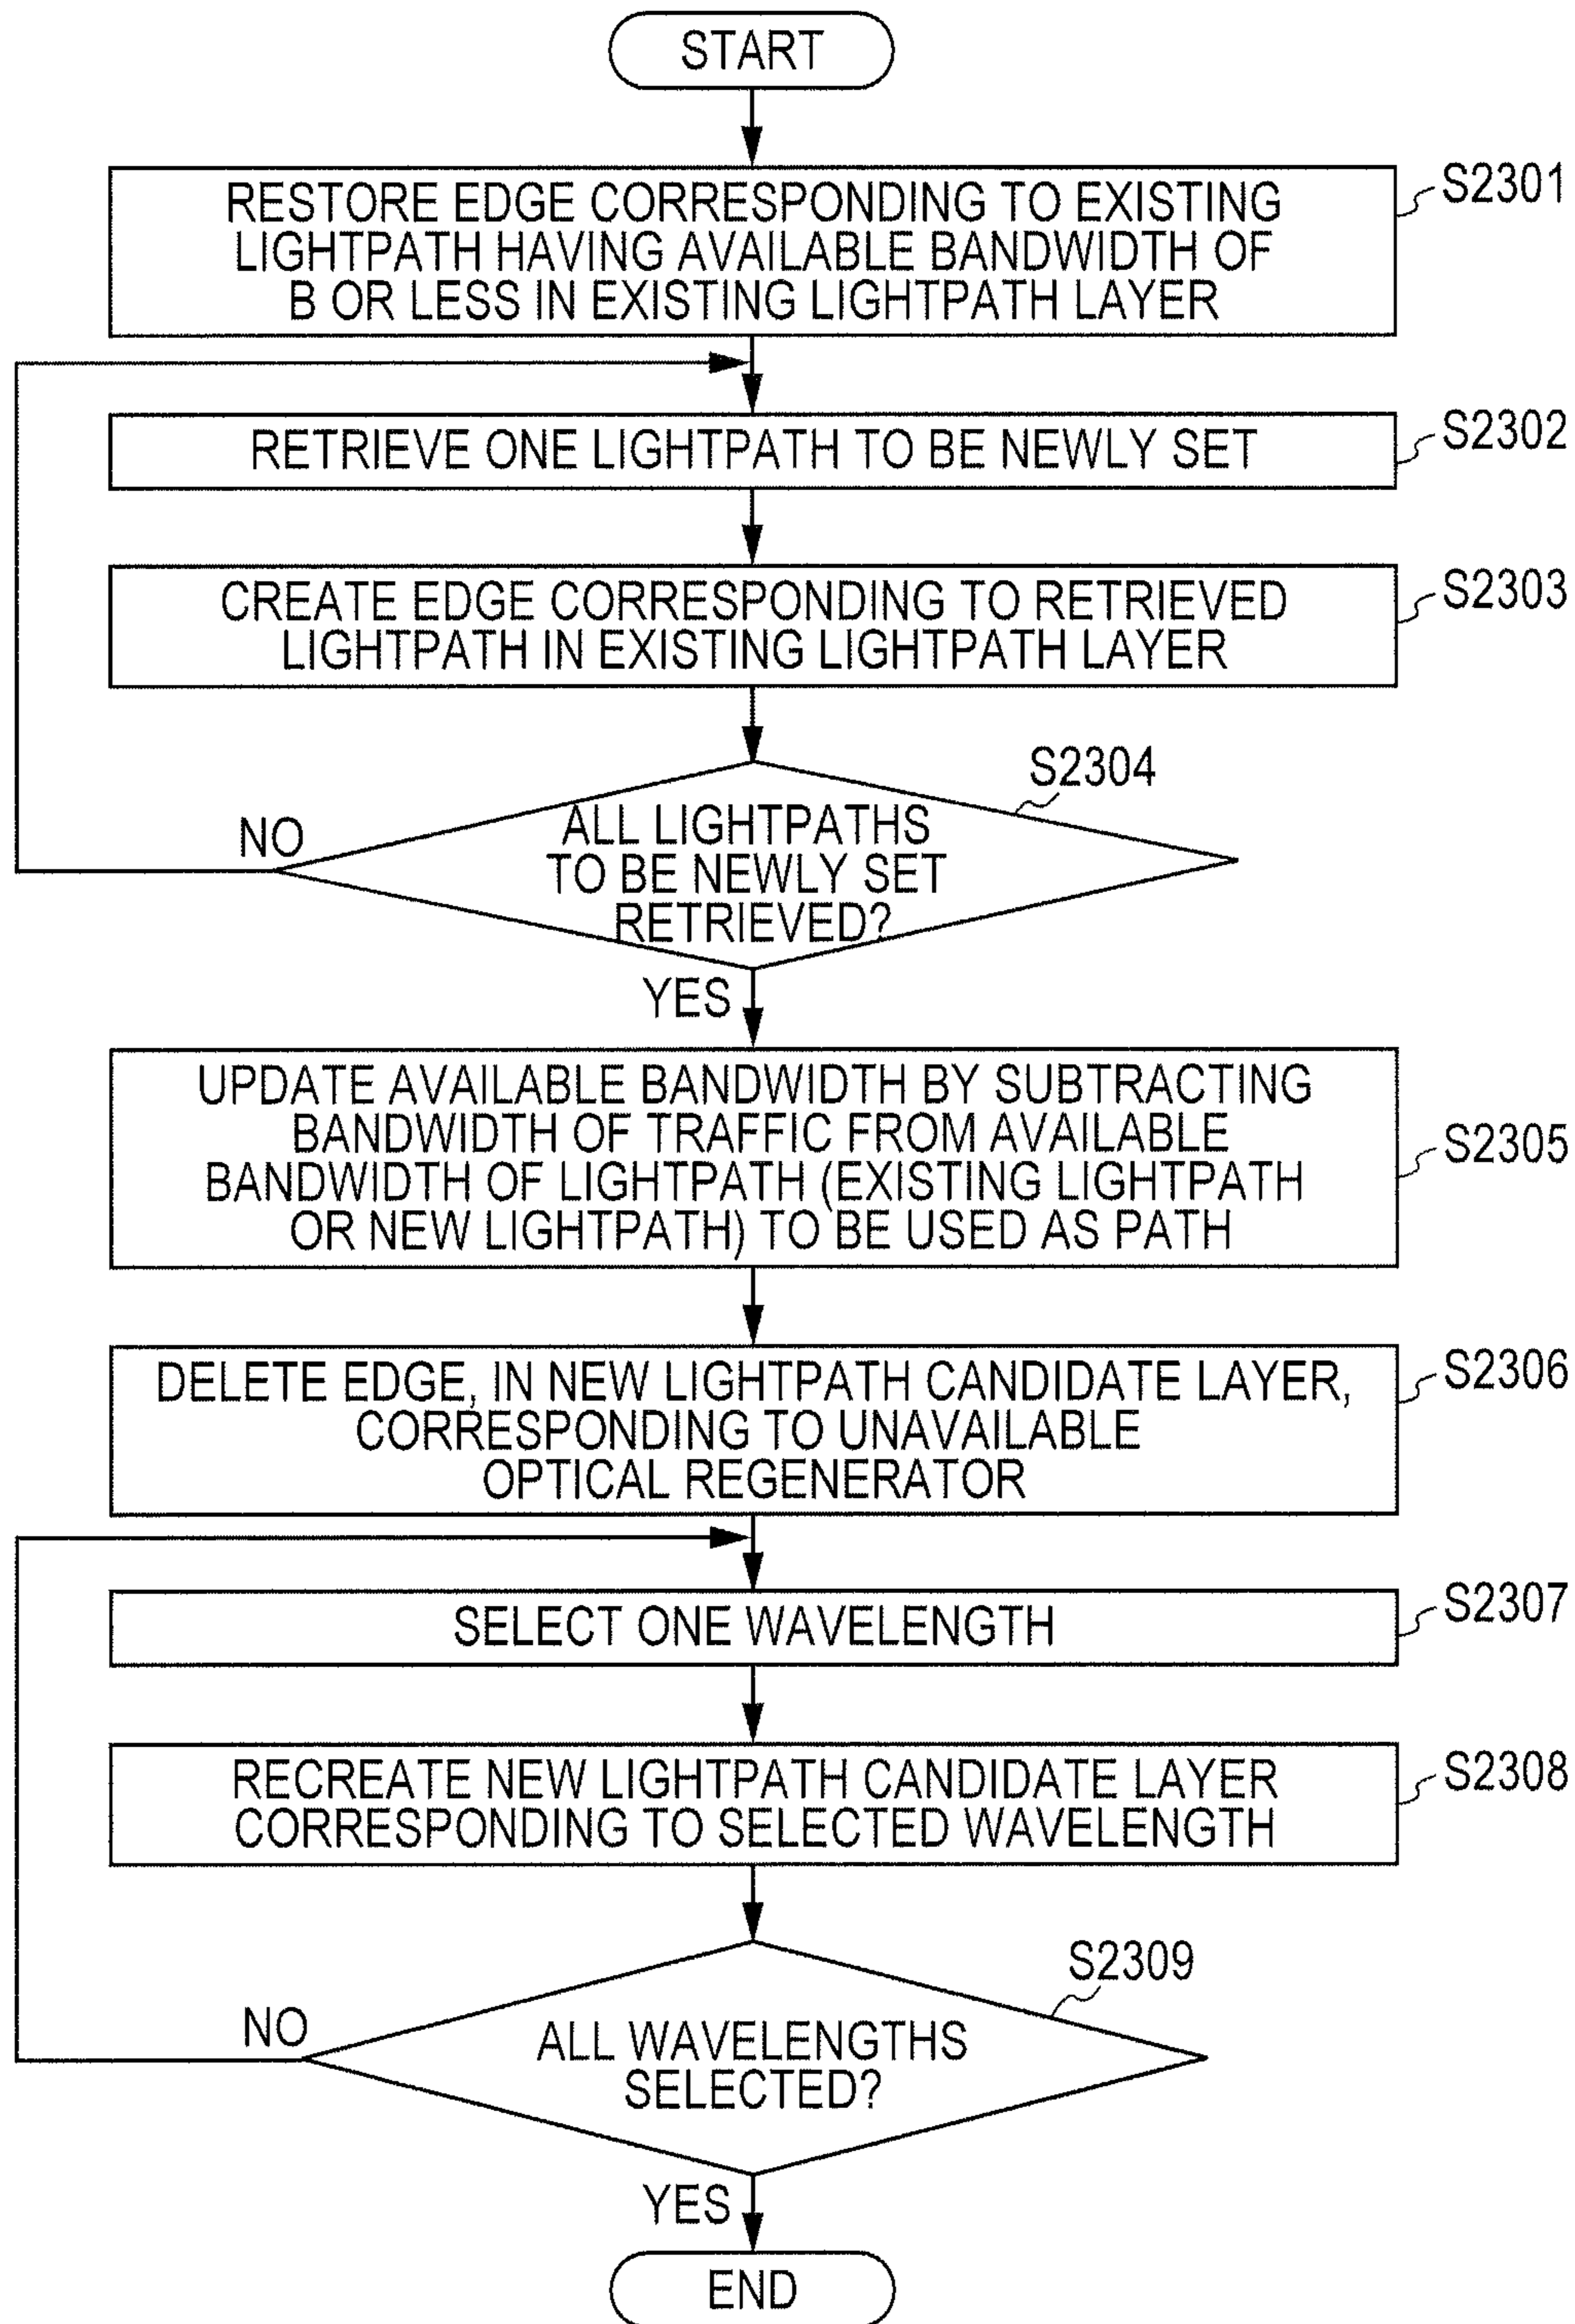 START
RESTORE EDGE CORRESPONDING TO EXISTING
LIGHTPATH HAVING AVAILABLE BANDWIDTH OF
B OR LESS IN EXISTING LIGHTPATH LAYER
S2301
RETRIEVE ONE LIGHTPATH TO BE NEWLY SET
S2302
CREATE EDGE CORRESPONDING TO RETRIEVED
LIGHTPATH IN EXISTING LIGHTPATH LAYER
S2303
S2304
NO
ALL LIGHTPATHS
TO BE NEWLY SET
RETRIEVED?
YES
UPDATE AVAILABLE BANDWIDTH BY SUBTRACTING
BANDWIDTH OF TRAFFIC FROM AVAILABLE
BANDWIDTH OF LIGHTPATH (EXISTING LIGHTPATH
OR NEW LIGHTPATH) TO BE USED AS PATH
S2305
DELETE EDGE, IN NEW LIGHTPATH CANDIDATE LAYER,
CORRESPONDING TO UNAVAILABLE
OPTICAL REGENERATOR
S2306
SELECT ONE WAVELENGTH
S2307
RECREATE NEW LIGHTPATH CANDIDATE LAYER
CORRESPONDING TO SELECTED WAVELENGTH
S2308
S2309
NO
ALL WAVELENGTHS
SELECTED?
YES
END